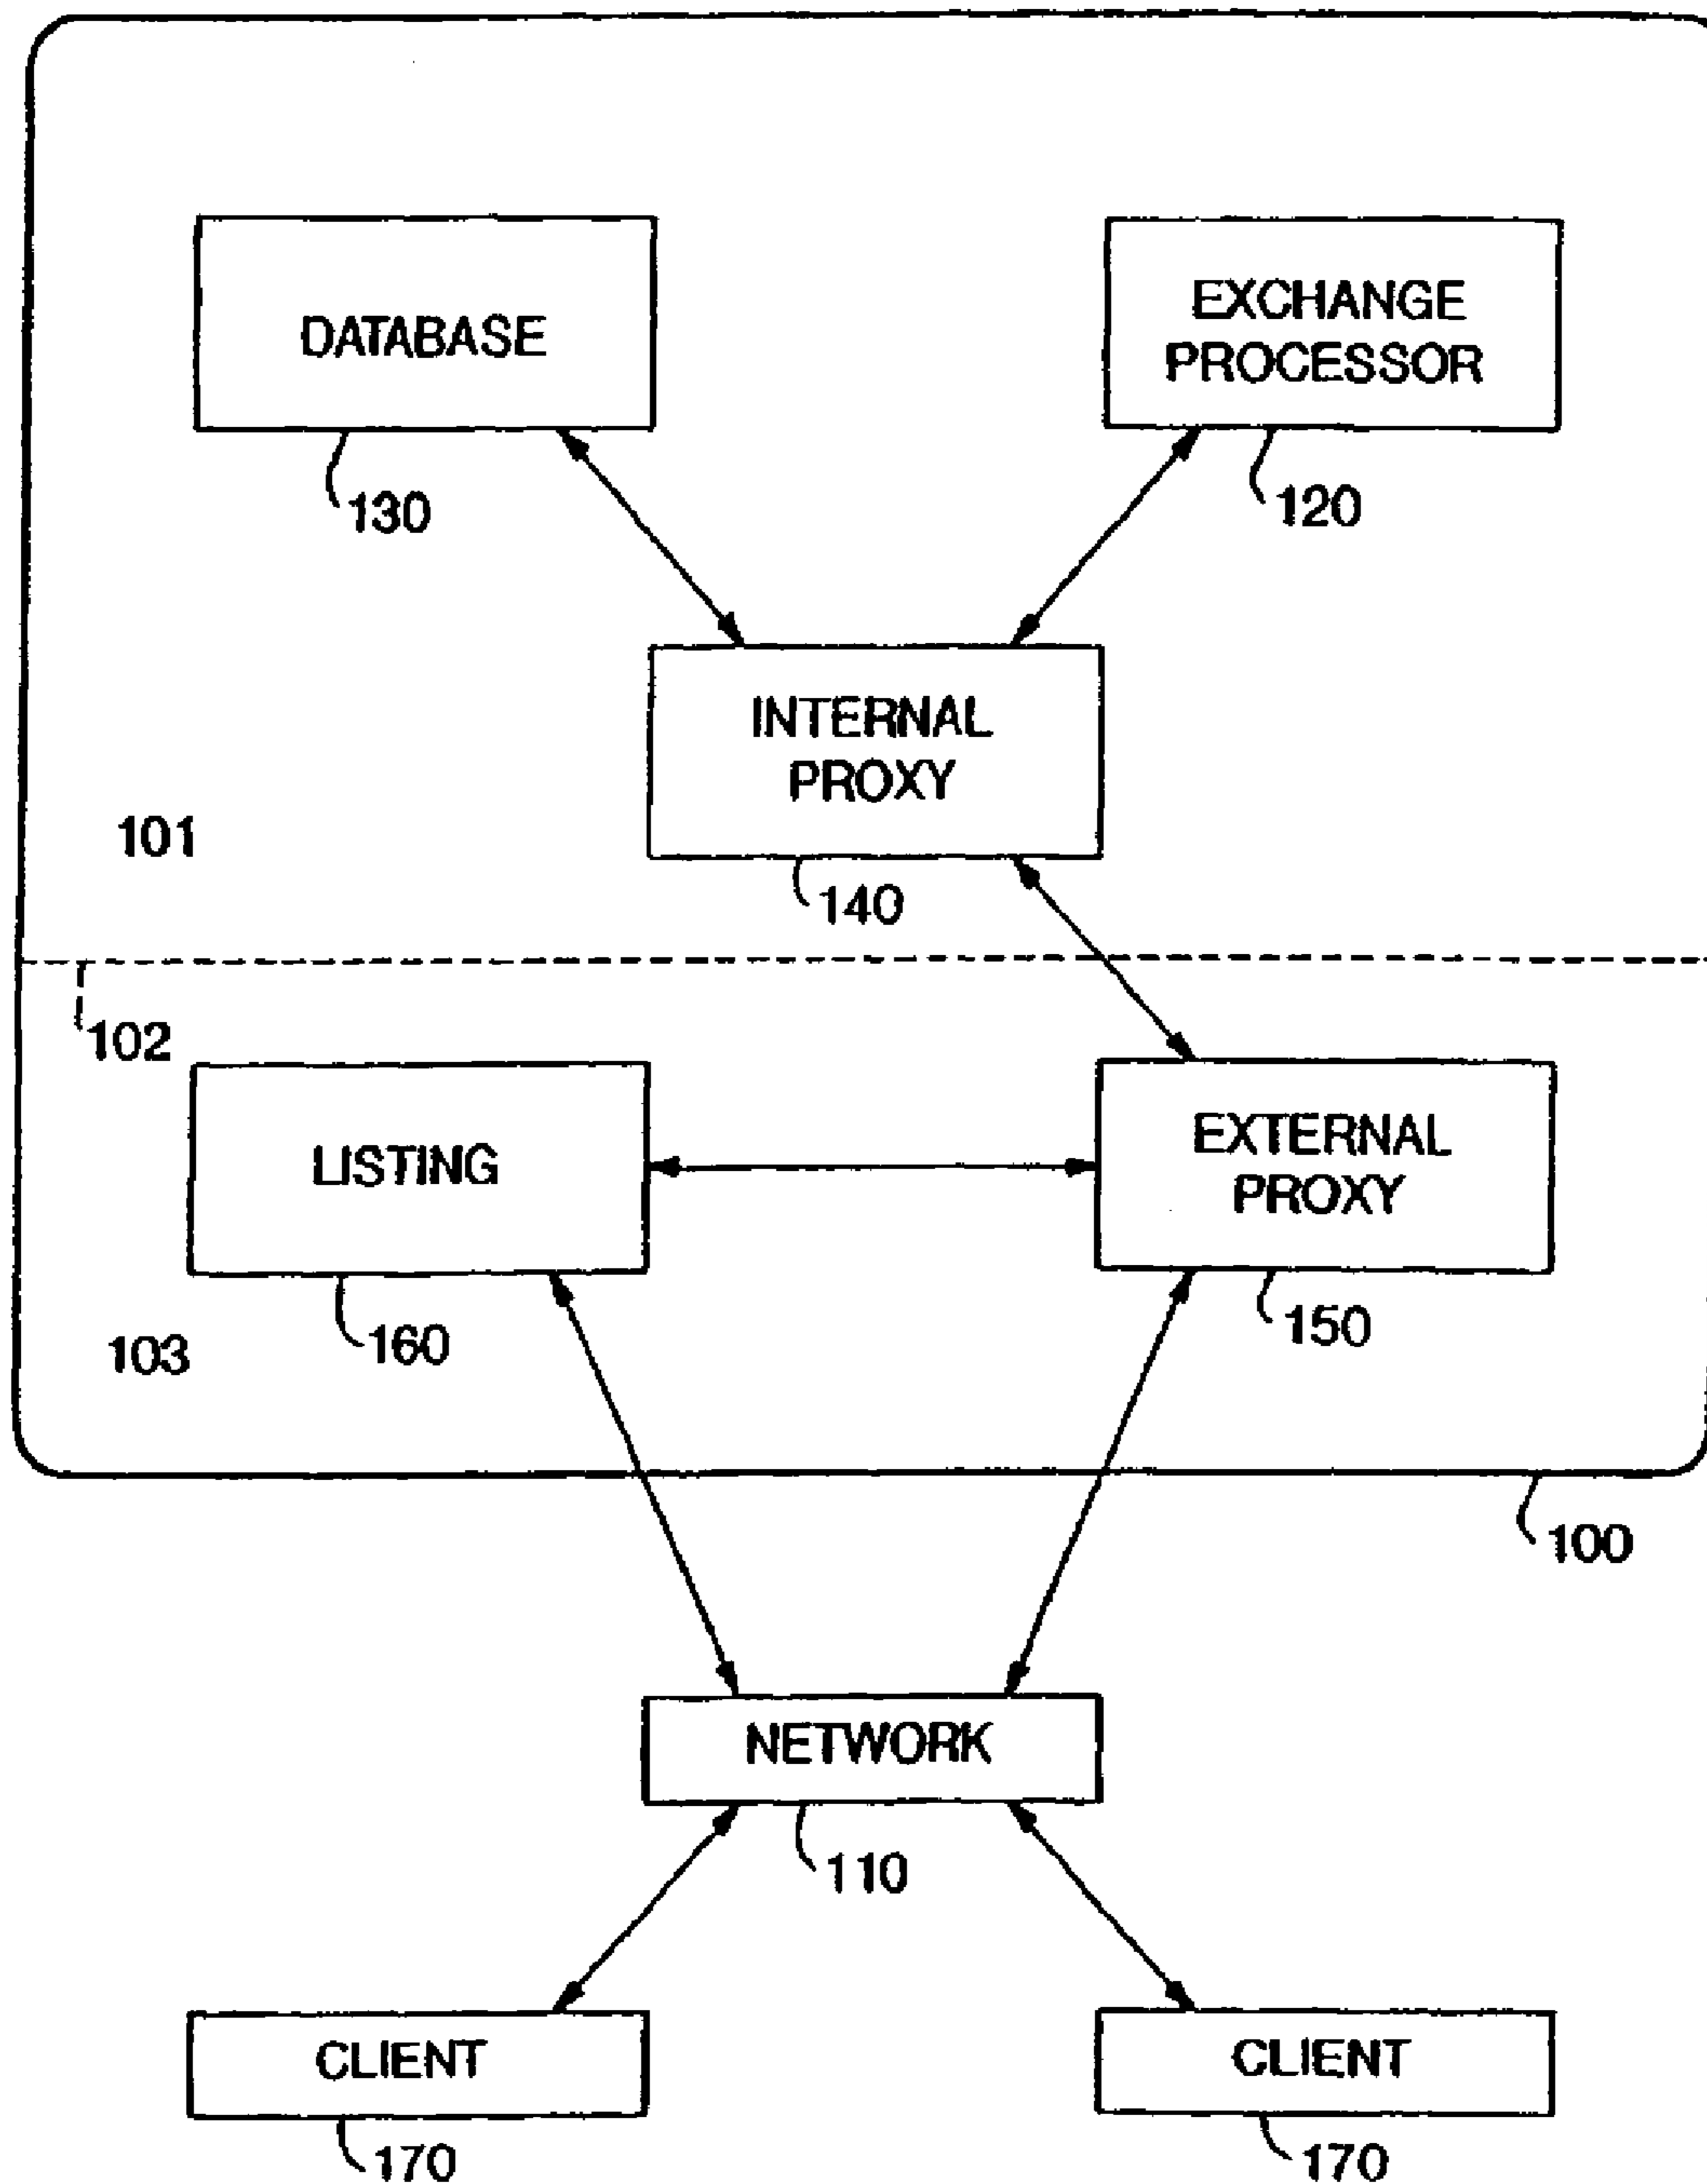 DATABASE
130
EXCHANGE
PROCESSOR
120
INTERNAL
PROXY
140
101
102
LISTING
160
EXTERNAL
PROXY
150
103
100
NETWORK
110
CLIENT
170
CLIENT
170